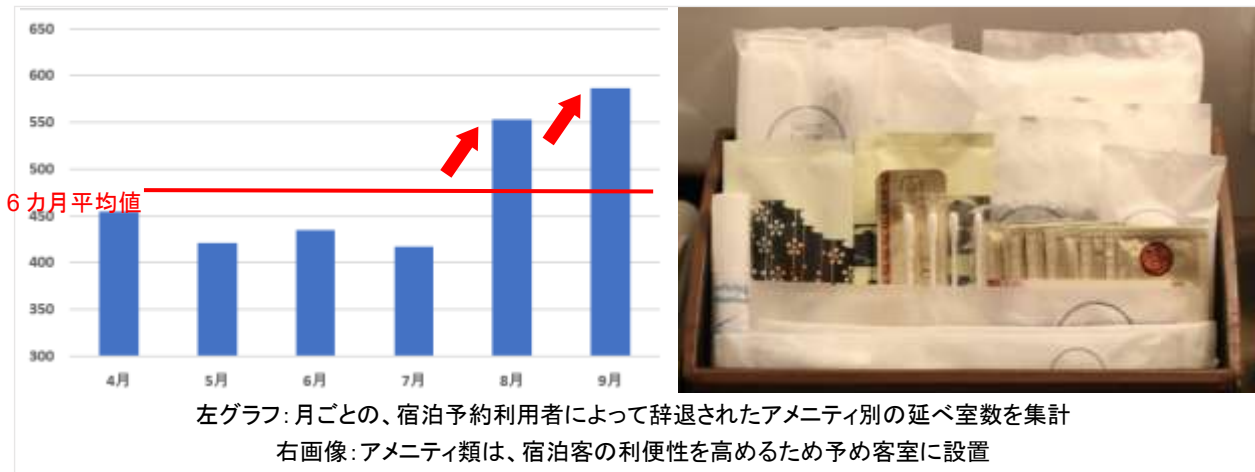 650
600
550
500
6カ月平均値
450
400
350
300
4月 5月 6月 7月 8月 9月
左グラフ:月ごとの、宿泊予約利用者によって辞退されたアメニティ別の延べ室数を集計
右画像:アメニティ類は、宿泊客の利便性を高めるため予め客室に設置